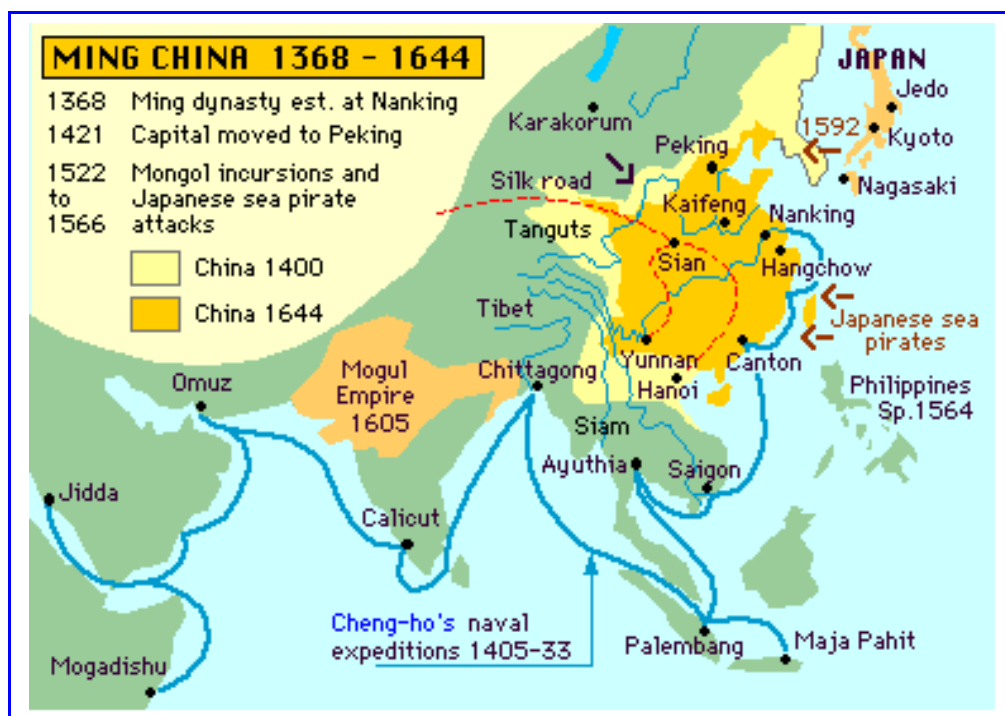 MING CHINA 1368 - 1644
1368 Ming dynasty est. at Nanking
1421 Capital moved to Peking
1522 Mongol incursions and
to Japanese sea pirate
1566 attacks
China 1400
China 1644
JAPAN
Jedo
1592
Kyoto
Nagasaki
Karakorum
Peking
Silk road
Kaifeng
Nanking
Tanguts
Sian
Hangchow
Tibet
Japanese sea
pirates
Yunnan
Canton
Hanoi
Mogul
Empire
1605
Chittagong
Omuz
Philippines
Sp.1564
Siam
Ayuthia
Saigon
Jidda
Calicut
Cheng-ho's naval
expeditions 1405-33
Palembang
Maja Pahit
Mogadishu